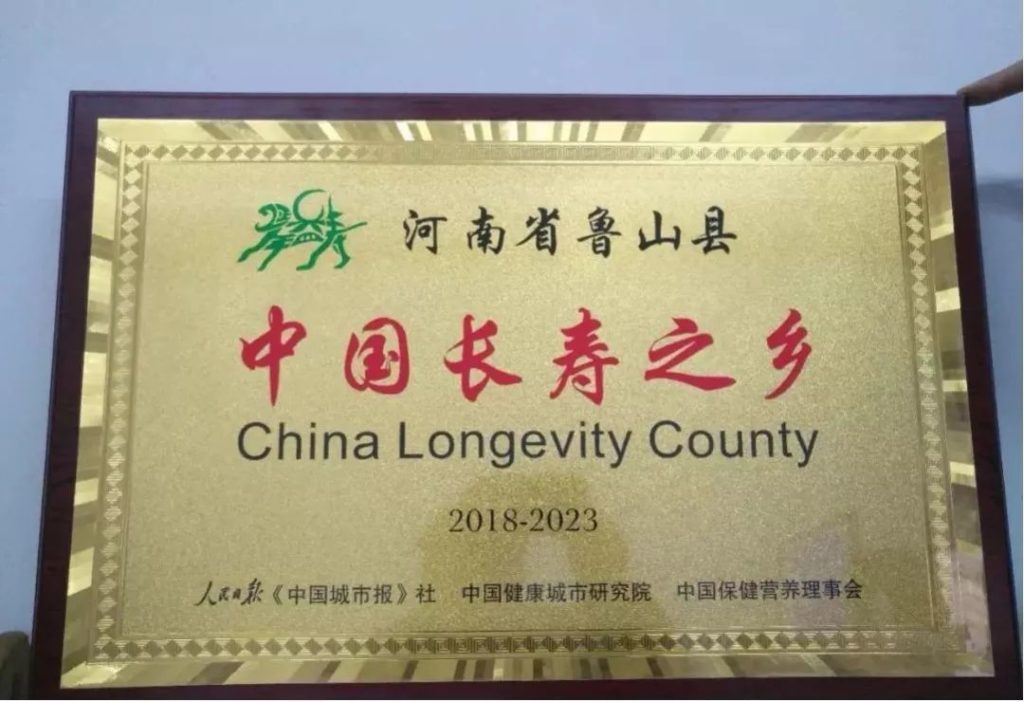 河南省鲁山县
中国长寿之乡
China Longevity County
2018-2023
人民日报《中国城市报》社 中国健康城市研究院 中国保健营养理事会